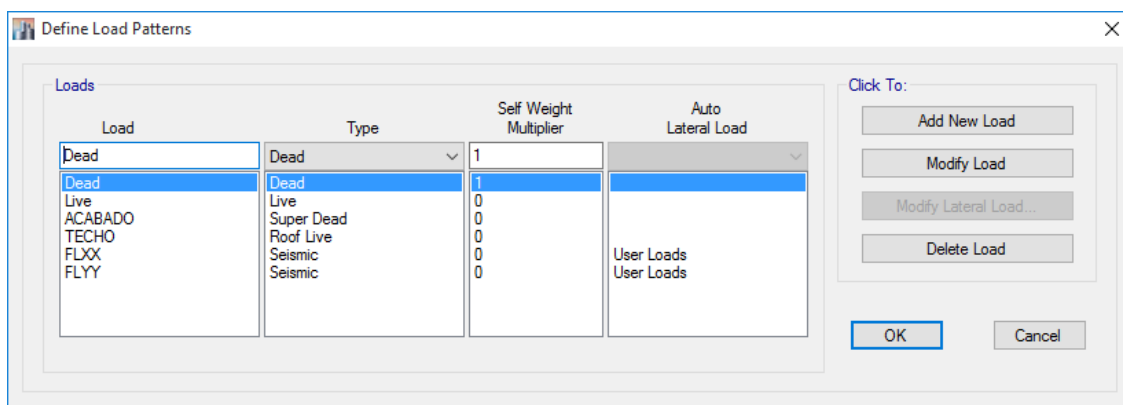 Define Load Patterns
Loads
Click To:
Load Type Self Weight Multiplier Auto Lateral Load
Dead Dead 1
Dead Dead 1
Live Live 0
ACABADO Super Dead 0
TECHO Roof Live 0
FLXX Seismic 0 User Loads
FLYY Seismic 0 User Loads
Add New Load
Modify Load
Modify Lateral Load...
Delete Load
OK Cancel